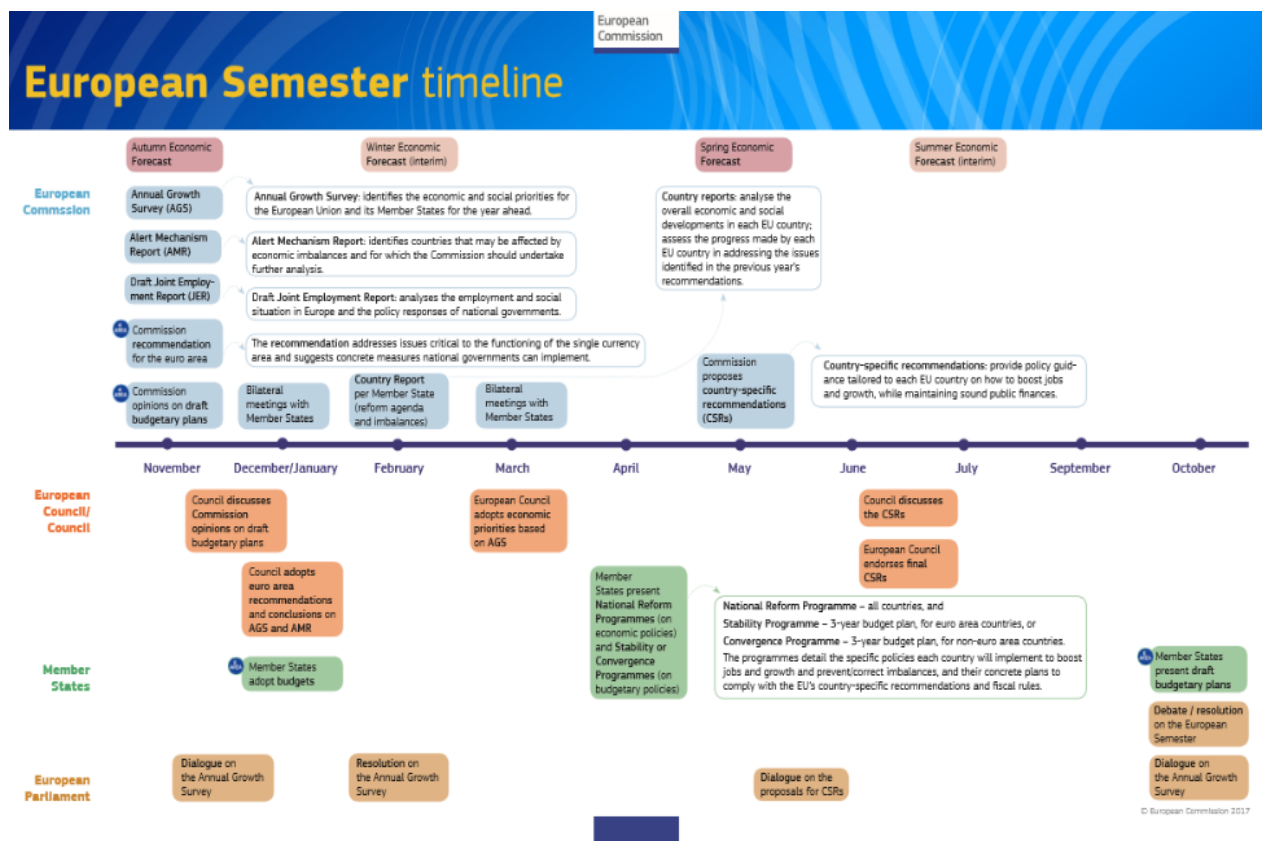 European
Commission
European Semester timeline
Autumn Economic
Forecast
Winter Economic
Forecast (interim)
Spring Economic
Forecast
Summer Economic
Forecast (interim)
European
Commssion
Annual Growth
Survey (AGS)
Annual Growth Survey: identifies the economic and social priorities for
the European Union and its Member States for the year ahead.
Alert Mechanism
Report (AMR)
Alert Mechanism Report: identifies countries that may be affected by
economic imbalances and for which the Commission should undertake
further analysis.
Draft Joint Employ-
ment Report (JER)
Draft Joint Employment Report: analyses the employment and social
situation in Europe and the policy responses of national governments.
Commission
recommendation
for the euro area
The recommendation addresses issues critical to the functioning of the single currency
area and suggests concrete measures national governments can implement.
Country reports: analyse the
overall economic and social
developments in each EU country;
assess the progress made by each
EU country in addressing the issues
identified in the previous year's
recommendations.
Commission
opinions on draft
budgetary plans
Bilateral
meetings with
Member States
Country Report
per Member State
(reform agenda
and imbalances)
Bilateral
meetings with
Member States
Commission
proposes
country-specific
recommendations
(CSRs)
Country-specific recommendations: provide policy guid-
ance tailored to each EU country on how to boost jobs
and growth, while maintaining sound public finances.
November
December/January
February
March
April
May
June
July
September
October
European
Council/
Council
Council discusses
Commission
opinions on draft
budgetary plans
European Council
adopts economic
priorities based
on AGS
Council discusses
the CSRs
European Council
endorses final
CSRs
Council adopts
euro area
recommendations
and conclusions on
AGS and AMR
Member
States
Member States
adopt budgets
Member
States present
National Reform
Programmes (on
economic policies)
and Stability or
Convergence
Programmes (on
budgetary policies)
National Reform Programme – all countries, and
Stability Programme – 3-year budget plan, for euro area countries, or
Convergence Programme – 3-year budget plan, for non-euro area countries.
The programmes detail the specific policies each country will implement to boost
jobs and growth and prevent/correct imbalances, and their concrete plans to
comply with the EU's country-specific recommendations and fiscal rules.
Member States
present draft
budgetary plans
Debate / resolution
on the European
Semester
European
Parliament
Dialogue on
the Annual Growth
Survey
Resolution on
the Annual Growth
Survey
Dialogue on the
proposals for CSRs
Dialogue on
the Annual Growth
Survey
© European Commission 2017